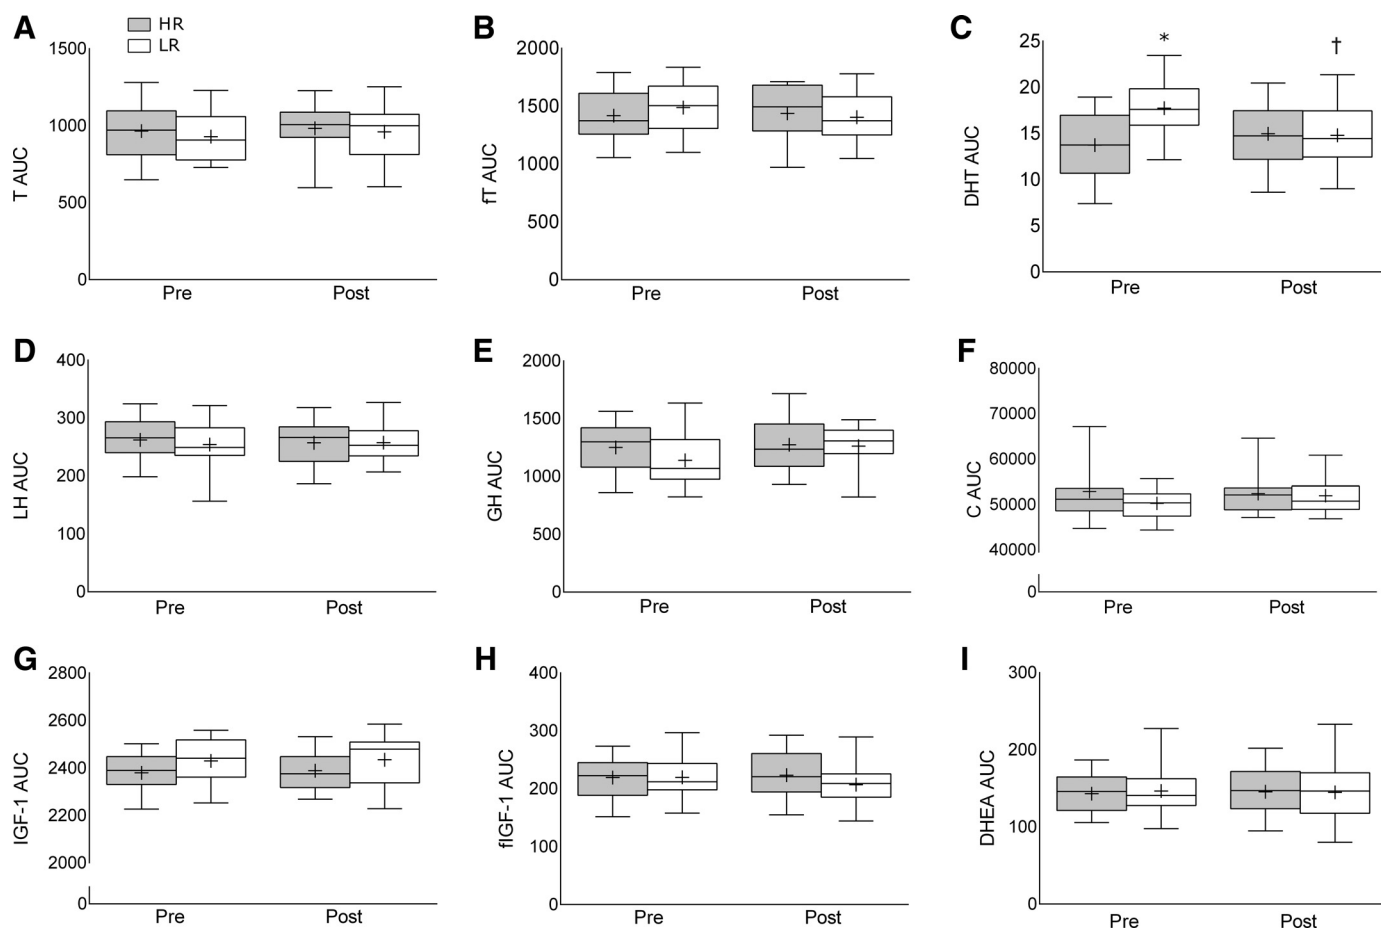 A
HR
LR
1500
1000
500
0
T AUC
Pre
Post
B
2000
1500
1000
500
0
fT AUC
Pre
Post
C
25
20
15
10
5
0
DHT AUC
*
†
Pre
Post
D
400
300
200
100
0
LH AUC
Pre
Post
E
2000
1500
1000
500
0
GH AUC
Pre
Post
F
80000
70000
60000
50000
40000
0
C AUC
Pre
Post
G
2800
2600
2400
2200
2000
0
IGF-1 AUC
Pre
Post
H
400
300
200
100
0
fIGF-1 AUC
Pre
Post
I
300
200
100
0
DHEA AUC
Pre
Post